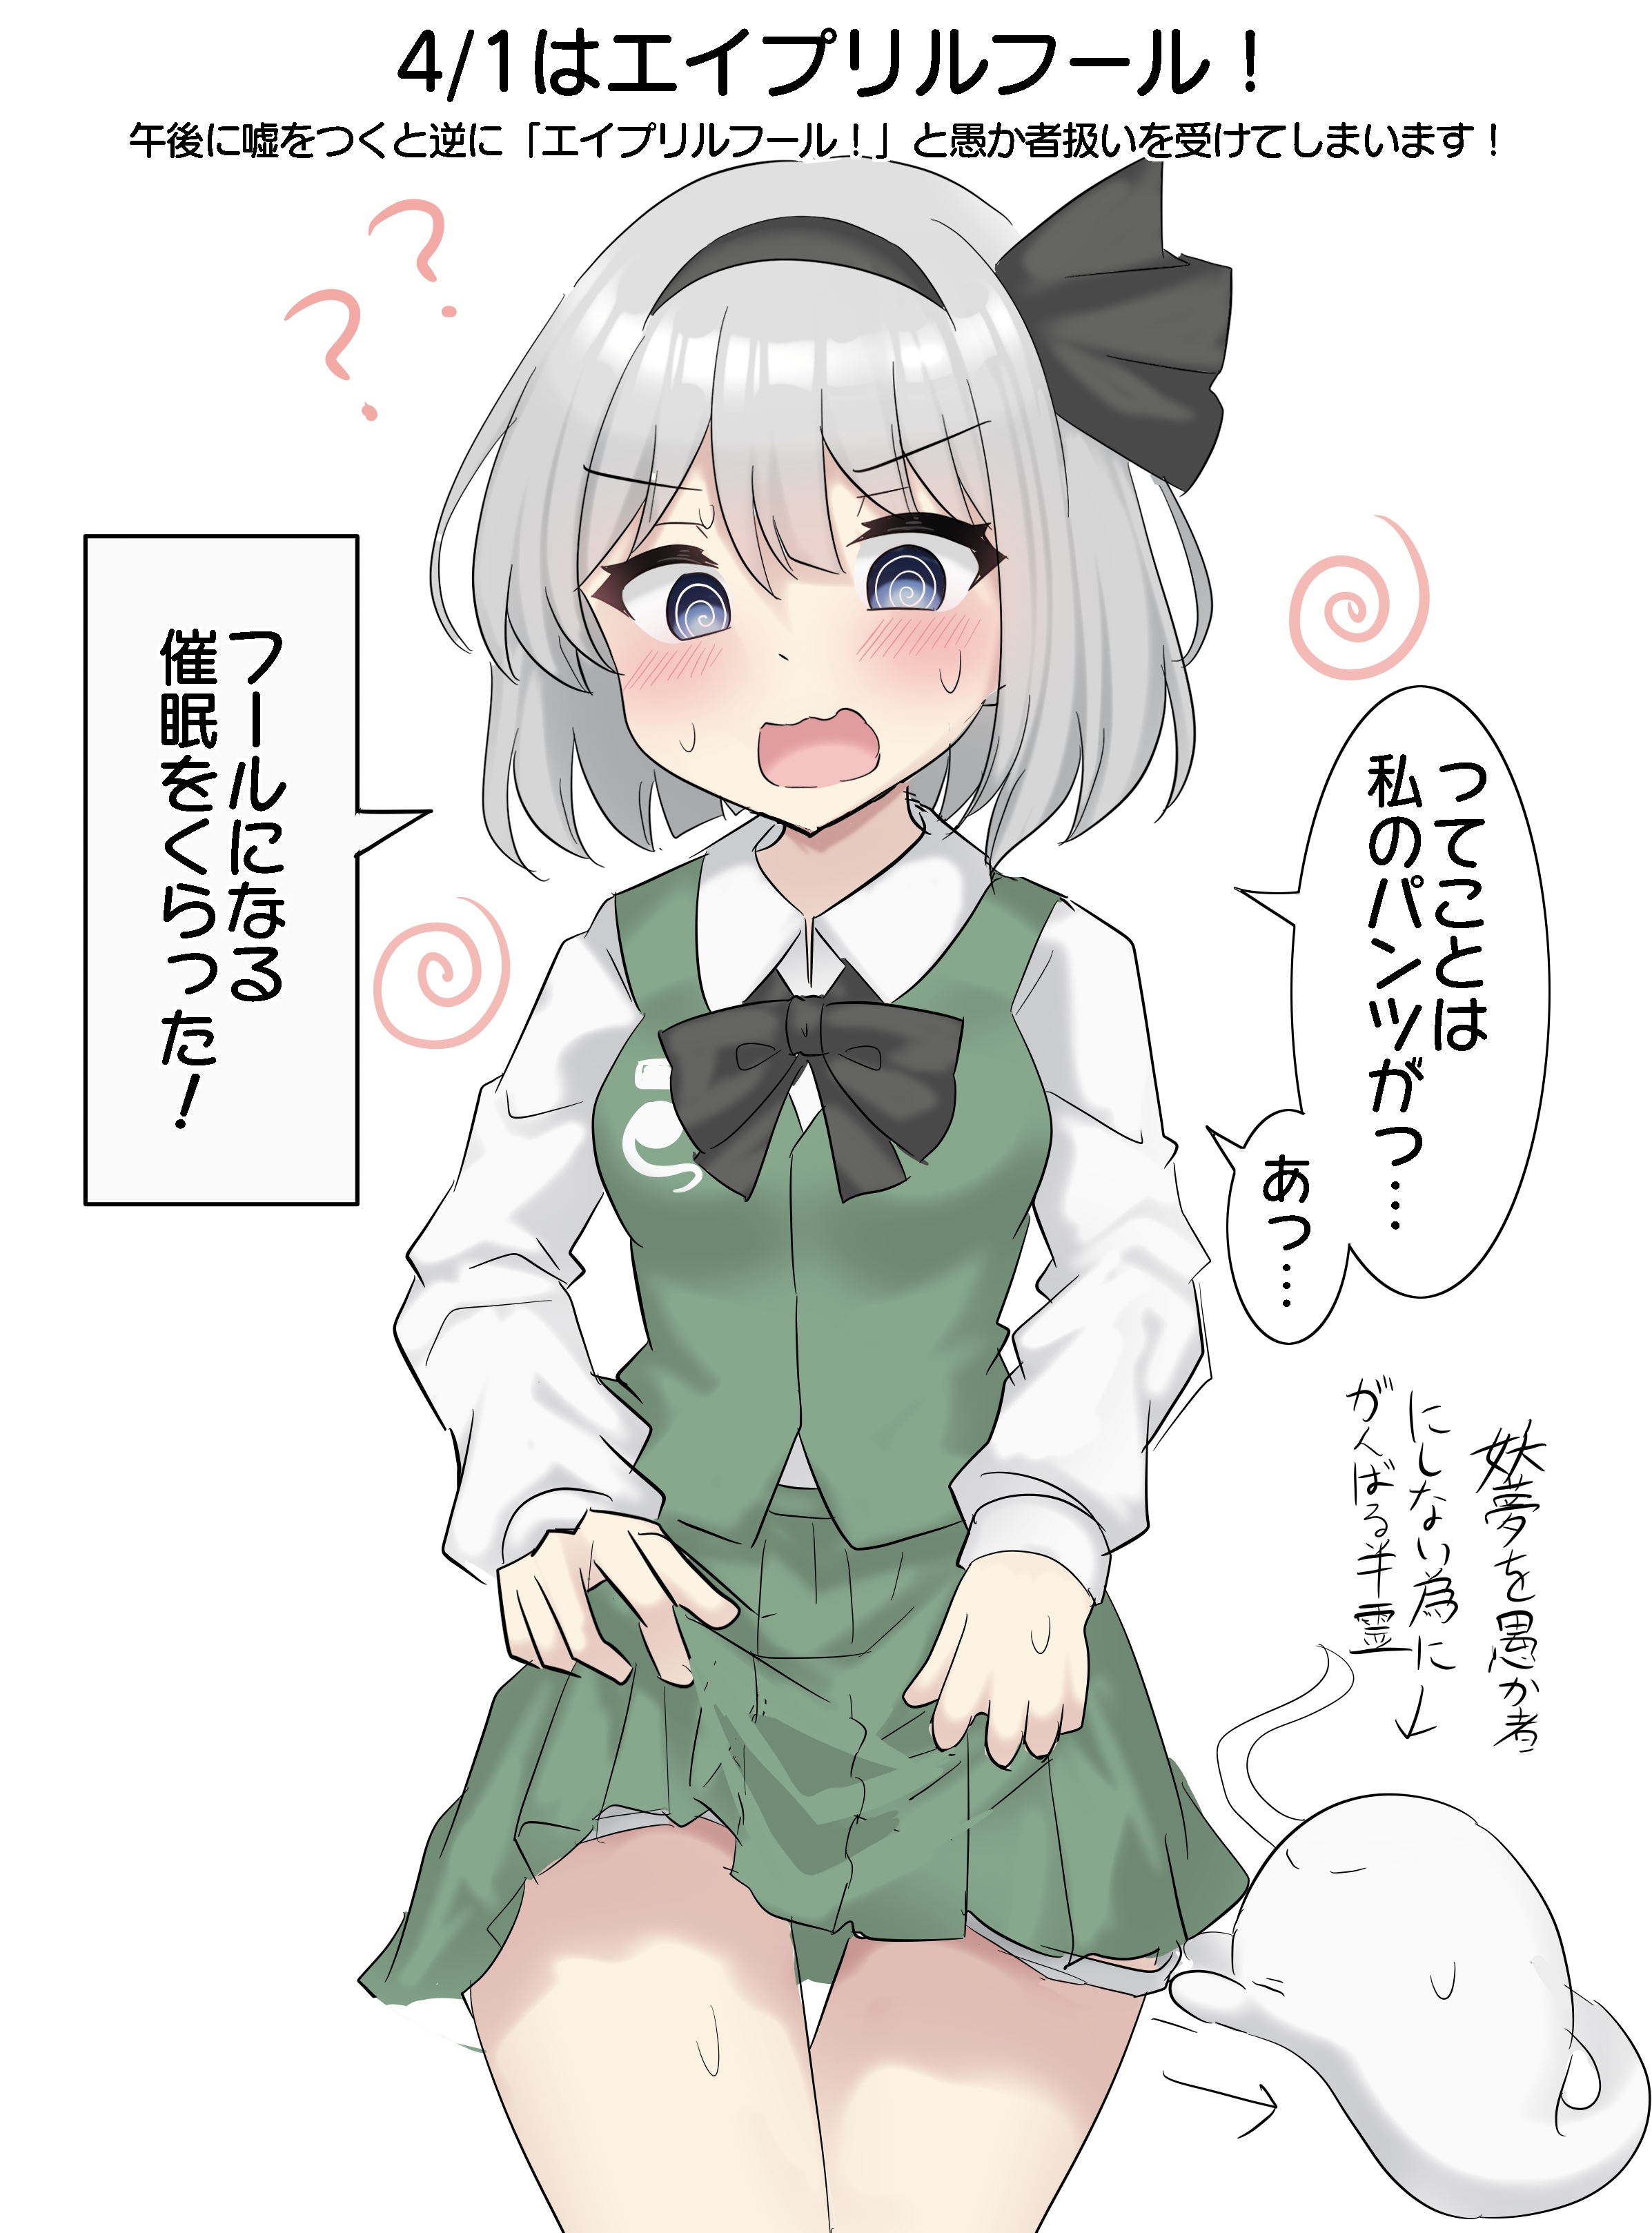 4/1はエイプリルフール!
午後に嘘をつくと逆に「エイプリルフール!」と愚か者扱いを受けてしまいます!
ってことは
私のパンツがっ…
あっ…
フールになる
催眠をくらった!
妖夢を愚か者
にしない為に
がんばる半霊